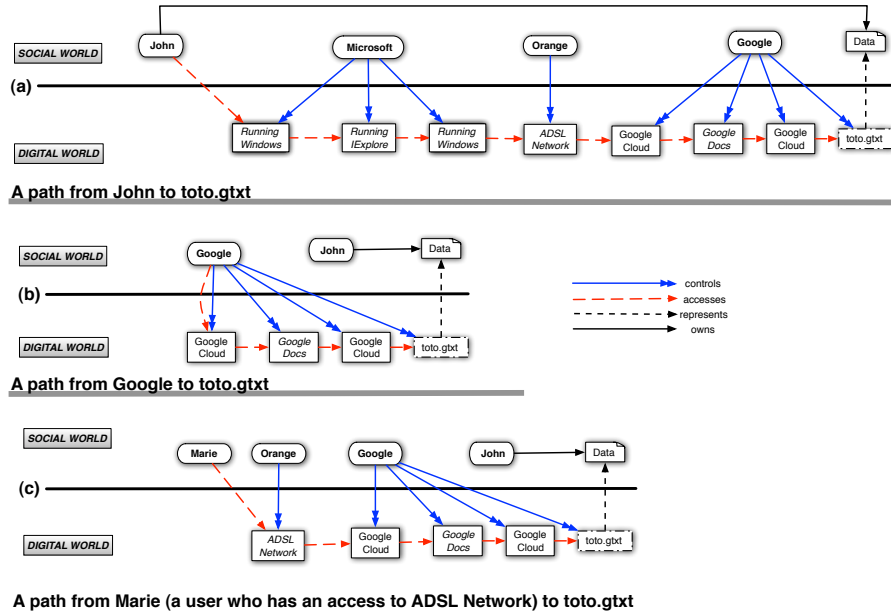 SOCIAL WORLD
John
Microsoft
Orange
Google
Data
(a)
DIGITAL WORLD
Running
Windows
Running
IExplore
Running
Windows
ADSL
Network
Google
Cloud
Google
Docs
Google
Cloud
toto.gtxt
A path from John to toto.gtxt
SOCIAL WORLD
Google
John
Data
(b)
DIGITAL WORLD
Google
Cloud
Google
Docs
Google
Cloud
toto.gtxt
A path from Google to toto.gtxt
controls
accesses
represents
owns
SOCIAL WORLD
Marie
Orange
Google
John
Data
(c)
DIGITAL WORLD
ADSL
Network
Google
Cloud
Google
Docs
Google
Cloud
toto.gtxt
A path from Marie (a user who has an access to ADSL Network) to toto.gtxt